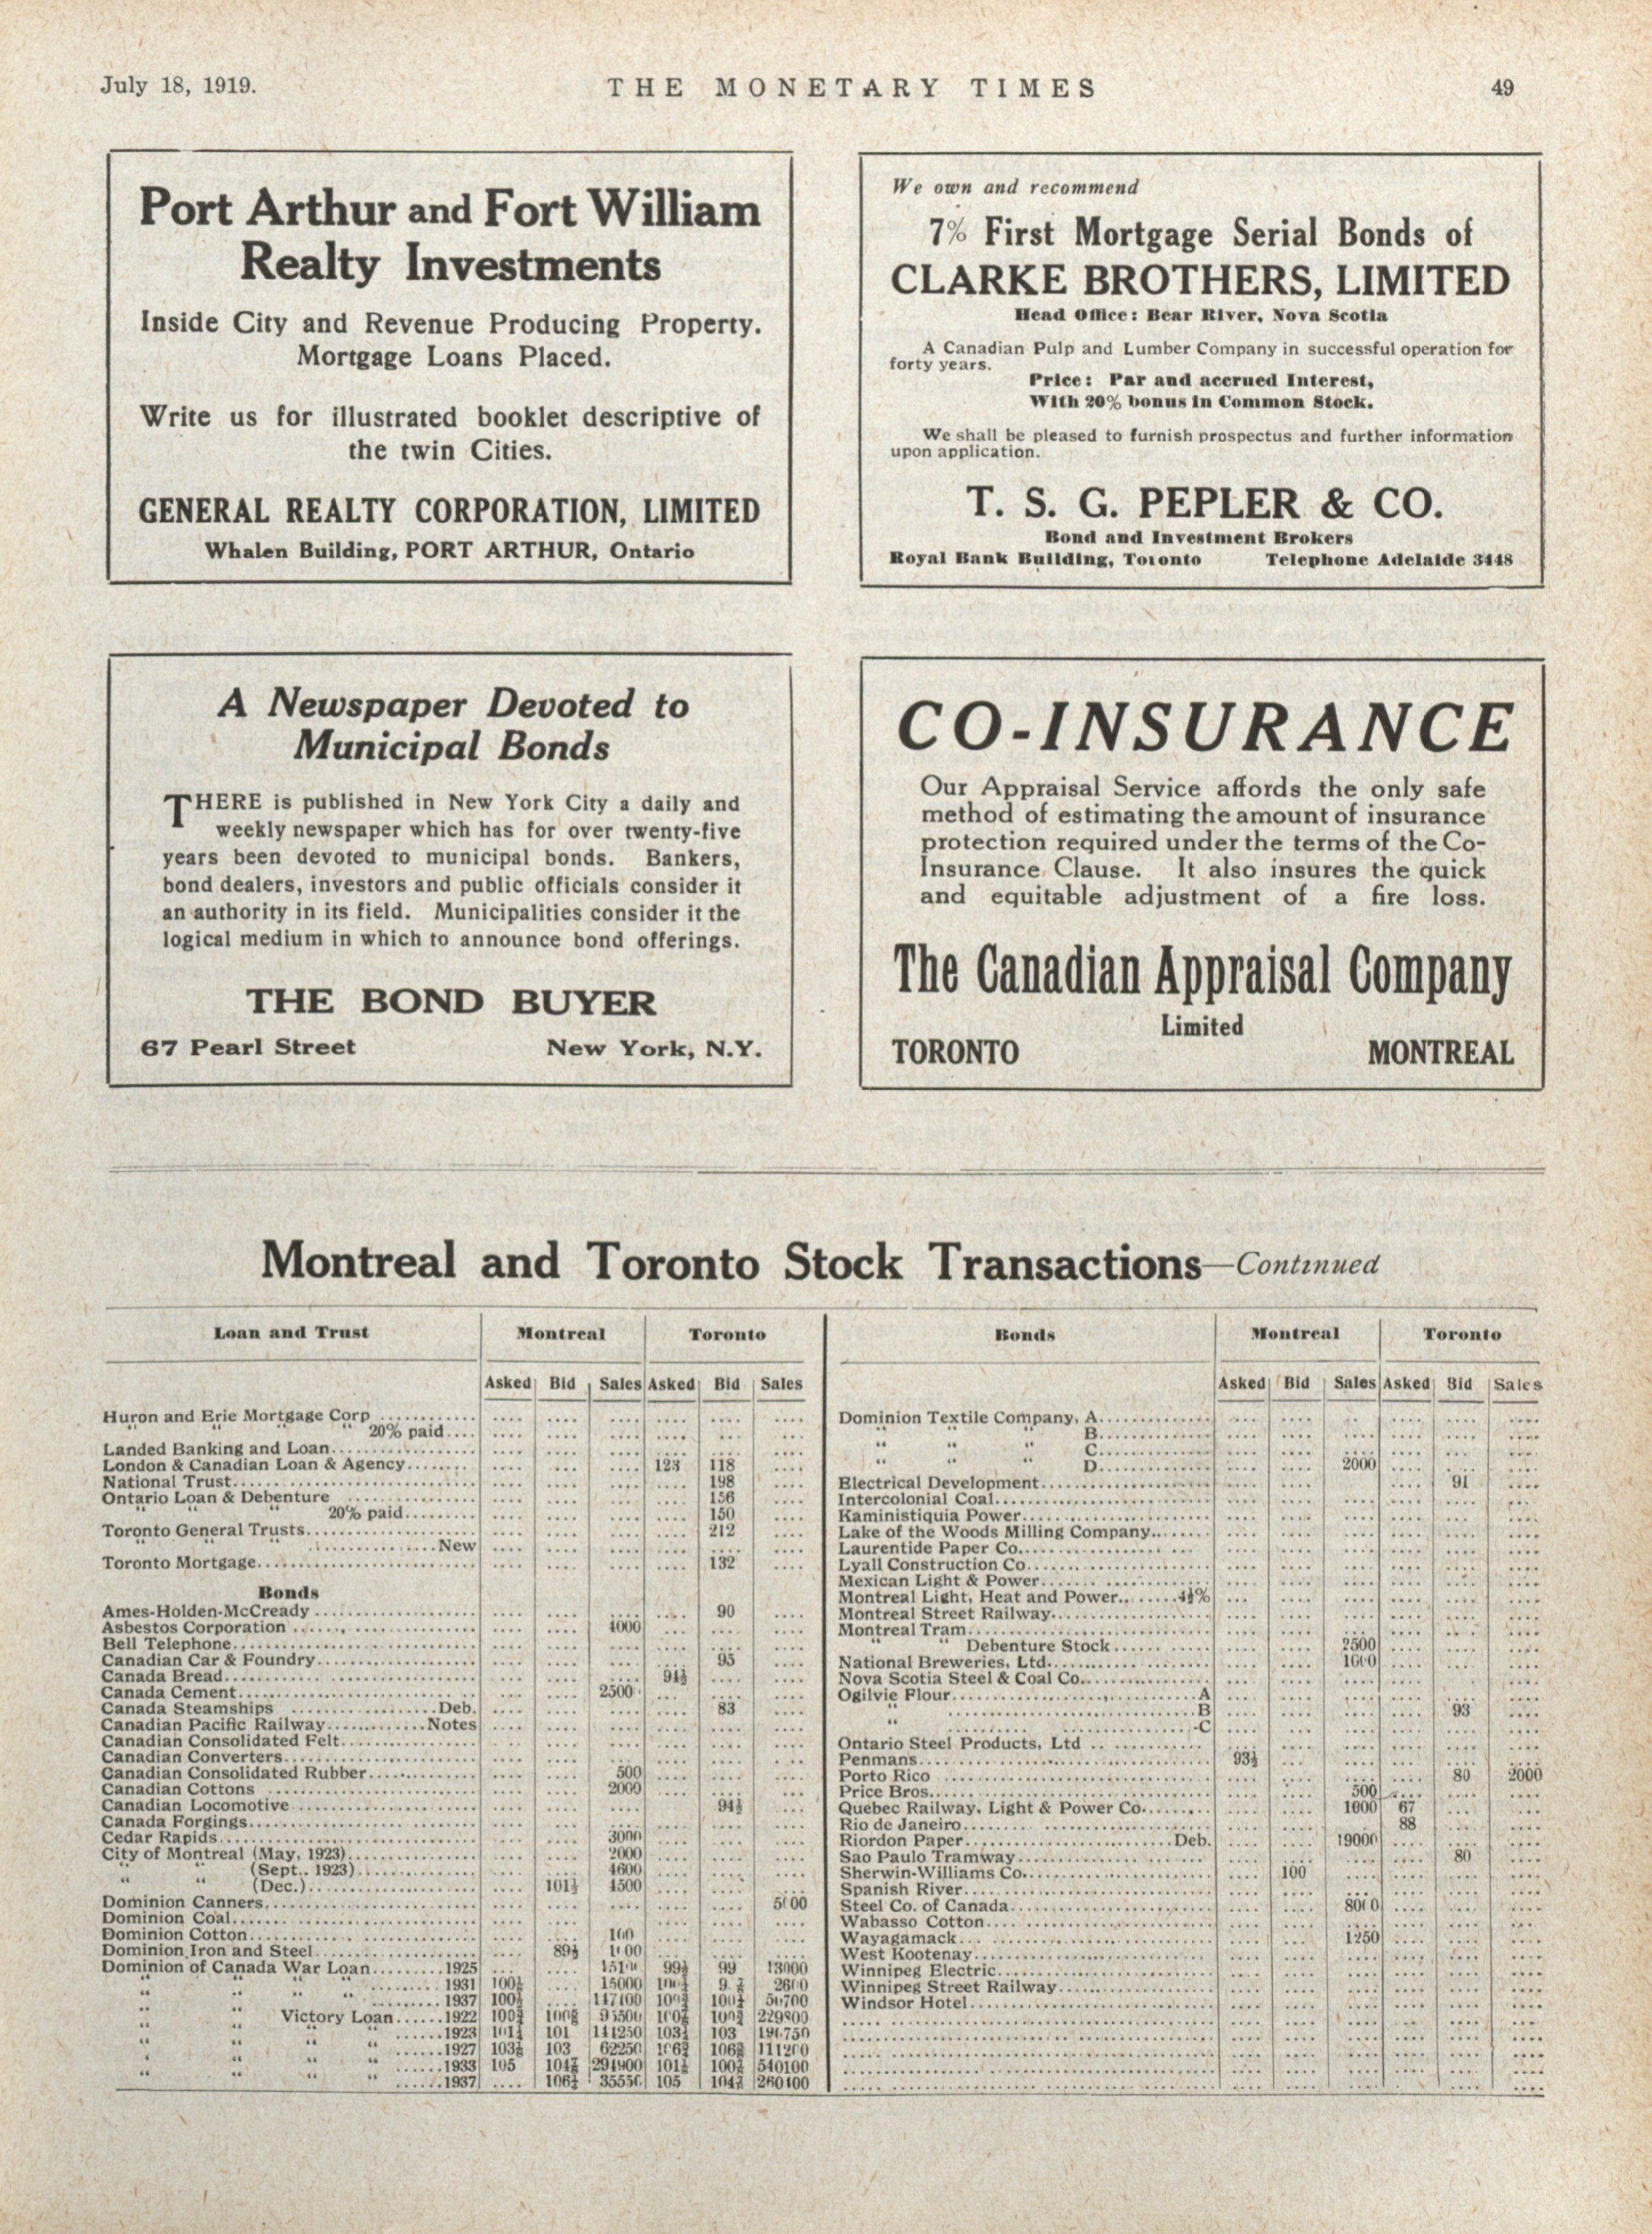 July 18, 1919.
THE MONETARY TIMES
49
Port Arthur and Fort William
Realty Investments
Inside City and Revenue Producing Property.
Mortgage Loans Placed.
Write us for illustrated booklet descriptive of
the twin Cities.
GENERAL REALTY CORPORATION, LIMITED
Whalen Building, PORT ARTHUR, Ontario
We own and recommend
7% First Mortgage Serial Bonds of
CLARKE BROTHERS, LIMITED
Head Office: Bear River, Nova Scotia
A Canadian Pulp and Lumber Company in successful operation for
forty years.
Price: Par and accrued Interest,
With 20% bonus in Common Stock.
We shall be pleased to furnish prospectus and further information
upon application.
T. S. G. PEPLER & CO.
Bond and Investment Brokers
Royal Bank Building, Toronto Telephone Adelaide 3448
A Newspaper Devoted to
Municipal Bonds
THERE is published in New York City a daily and
weekly newspaper which has for over twenty-five
years been devoted to municipal bonds. Bankers,
bond dealers, investors and public officials consider it
an authority in its field. Municipalities consider it the
logical medium in which to announce bond offerings.
THE BOND BUYER
67 Pearl Street New York, N.Y.
CO-INSURANCE
Our Appraisal Service affords the only safe
method of estimating the amount of insurance
protection required under the terms of the Co-
Insurance Clause. It also insures the quick
and equitable adjustment of a fire loss.
The Canadian Appraisal Company
Limited
TORONTO MONTREAL
Montreal and Toronto Stock Transactions—Continued
Loan and Trust Montreal Toronto
Asked Bid Sales Asked Bid Sales
Huron and Erie Mortgage Corp
" " " 20% paid
Landed Banking and Loan
London & Canadian Loan & Agency 123 118
National Trust 198
Ontario Loan & Debenture 156
" " 20% paid 150
Toronto General Trusts 212
" " " New
Toronto Mortgage 132
Bonds
Ames-Holden-McCready 90
Asbestos Corporation 4000
Bell Telephone
Canadian Car & Foundry 95
Canada Bread 94½
Canada Cement 2500
Canada Steamships Deb. 83
Canadian Pacific Railway Notes
Canadian Consolidated Felt
Canadian Converters
Canadian Consolidated Rubber 500
Canadian Cottons 2000
Canadian Locomotive 94½
Canada Forgings
Cedar Rapids 3000
City of Montreal (May, 1923) 2000
" " (Sept., 1923) 4600
" " (Dec.) 101½ 4500
Dominion Canners 5000
Dominion Coal
Dominion Cotton 100
Dominion Iron and Steel
Dominion of Canada War Loan 1925 99 13000
" " " " 1931 15000
" " " " 1937 50700
" " Victory Loan 1922
" " " " 1923 101 141250 103
" " " " 1927 103
" " " " 1933 105 540100
" " " " 1937 105 260100
Bonds Montreal Toronto
Asked Bid Sales Asked Bid Sales
Dominion Textile Company, A
" " " B
" " " C
" " " D 2000
Electrical Development 91
Intercolonial Coal
Kaministiquia Power
Lake of the Woods Milling Company
Laurentide Paper Co.
Lyall Construction Co
Mexican Light & Power
Montreal Light, Heat and Power 4½%
Montreal Street Railway
Montreal Tram
" " Debenture Stock 2500
National Breweries, Ltd. 1000
Nova Scotia Steel & Coal Co.
Ogilvie Flour A
" B 93
" C
Ontario Steel Products, Ltd
Penmans 93½
Porto Rico 80 2000
Price Bros. 500
Quebec Railway, Light & Power Co. 1000 67
Rio de Janeiro 88
Riordon Paper Deb. 19000
Sao Paulo Tramway 80
Sherwin-Williams Co. 100
Spanish River
Steel Co. of Canada 8000
Wabasso Cotton
Wayagamack 1250
West Kootenay
Winnipeg Electric
Winnipeg Street Railway
Windsor Hotel